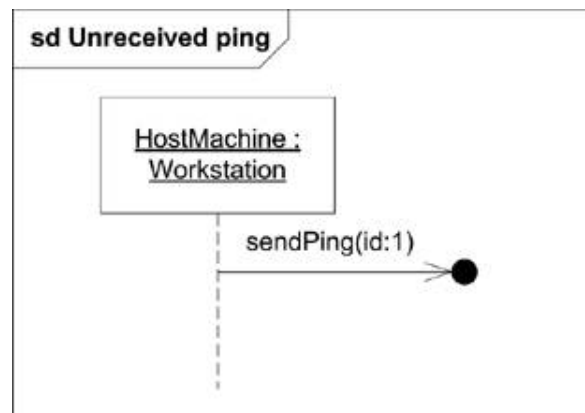 sd Unreceived ping
HostMachine :
Workstation
sendPing(id:1)